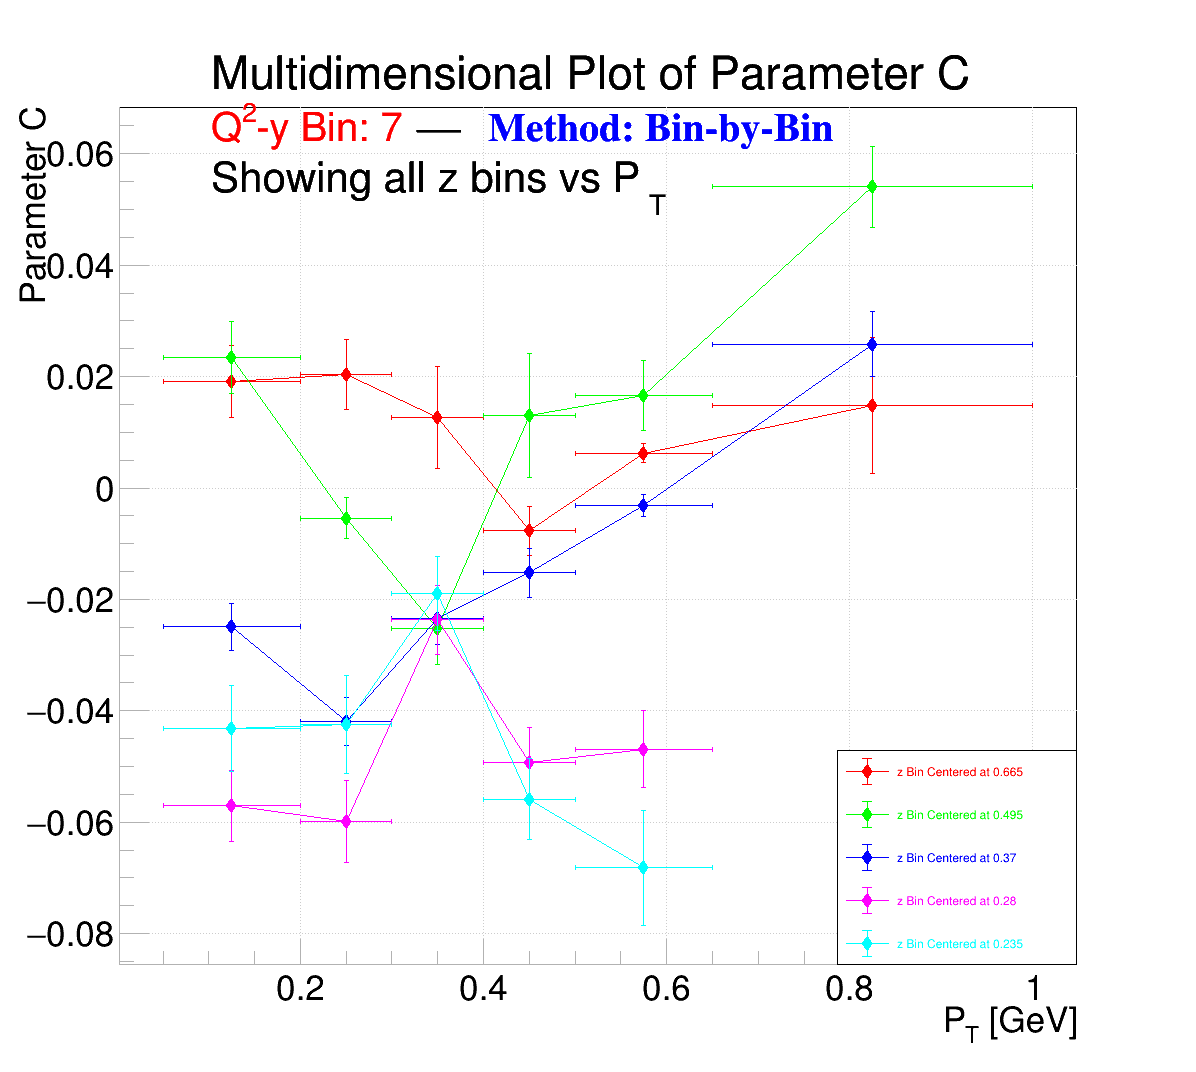 Multidimensional Plot of Parameter C
Q²-y Bin: 7 — Method: Bin-by-Bin
Showing all z bins vs P_T
Parameter C
0.06
0.04
0.02
0
−0.02
−0.04
−0.06
−0.08
z Bin Centered at 0.665
z Bin Centered at 0.495
z Bin Centered at 0.37
z Bin Centered at 0.28
z Bin Centered at 0.235
0.2 0.4 0.6 0.8 1
P_T [GeV]